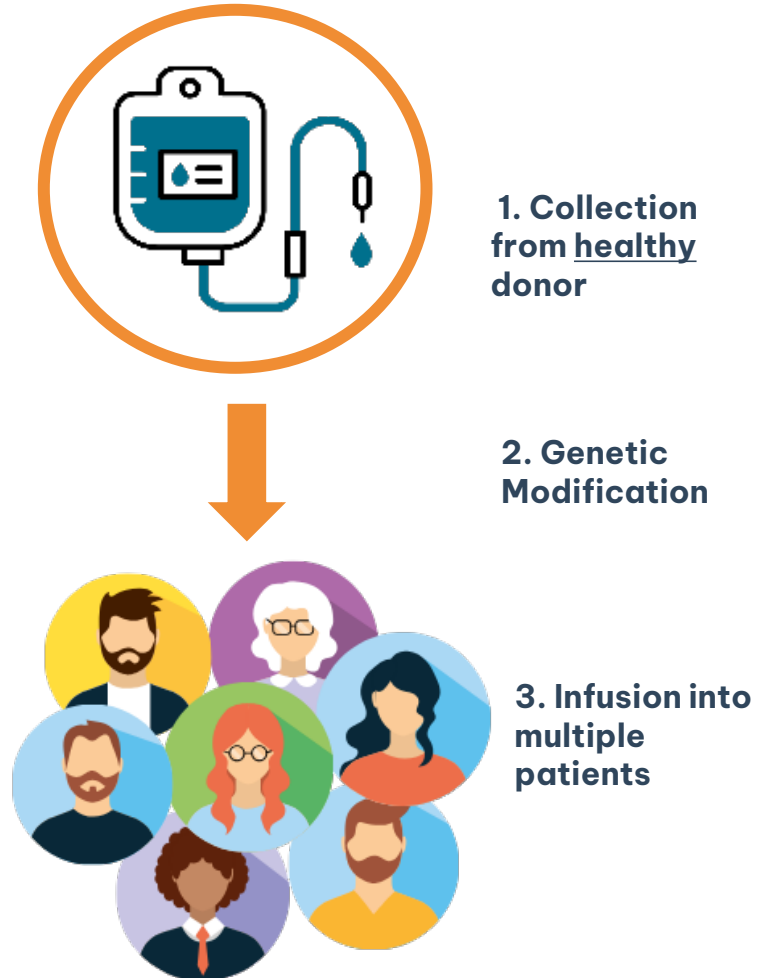 1. Collection
from healthy
donor
2. Genetic
Modification
3. Infusion into
multiple
patients